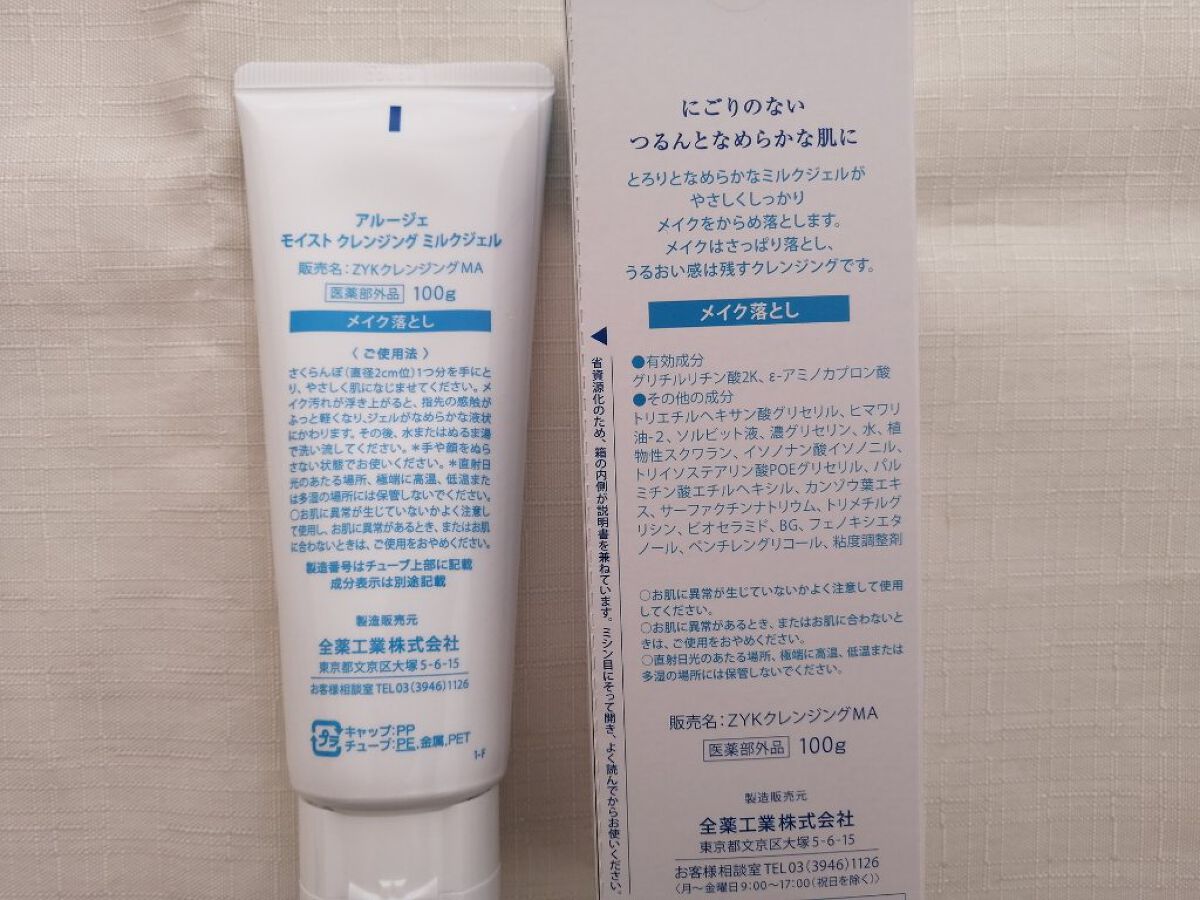 アルージェ
モイスト クレンジング ミルクジェル
販売名:ZYKクレンジングMA
医薬部外品 100g
メイク落とし
〈ご使用法〉
さくらんぼ(直径2cm位)1つ分を手にと
り、やさしく肌になじませてください。メ
イク汚れが浮き上がると、指先の感触が
ふっと軽くなり、ジェルがなめらかな液状
にかわります。その後、水またはぬるま湯
で洗い流してください。＊手や顔をぬら
さない状態でお使いください。＊直射日
光のあたる場所、極端に高温、低温また
は多湿の場所には保管しないでください。
○お肌に異常が生じていないかよく注意し
て使用し、お肌に異常があるとき、またはお肌
に合わないときは、ご使用をおやめください。
製造番号はチューブ上部に記載
成分表示は別途記載
製造販売元
全薬工業株式会社
東京都文京区大塚5-6-15
お客様相談室TEL03(3946)1126
プラ
キャップ:PP
チューブ:PE,金属,PET
1-F
にごりのない
つるんとなめらかな肌に
とろりとなめらかなミルクジェルが
やさしくしっかり
メイクをからめ落とします。
メイクはさっぱり落とし、
うるおい感は残すクレンジングです。
メイク落とし
●有効成分
グリチルリチン酸2K、ε-アミノカプロン酸
●その他の成分
トリエチルヘキサン酸グリセリル、ヒマワリ
油-2、ソルビット液、濃グリセリン、水、植
物性スクワラン、イソノナン酸イソノニル、
トリイソステアリン酸POEグリセリル、パル
ミチン酸エチルヘキシル、カンゾウ葉エキ
ス、サーファクチンナトリウム、トリメチルグ
リシン、ビオセラミド、BG、フェノキシエタ
ノール、ペンチレングリコール、粘度調整剤
○お肌に異常が生じていないかよく注意して使用
してください。
○お肌に異常があるとき、またはお肌に合わないと
きは、ご使用をおやめください。
○直射日光のあたる場所、極端に高温、低温または
多湿の場所には保管しないでください。
販売名:ZYKクレンジングMA
医薬部外品 100g
製造販売元
全薬工業株式会社
東京都文京区大塚5-6-15
お客様相談室 TEL03(3946)1126
〈月〜金曜日9:00〜17:00(祝日を除く)〉
省資源化のため、箱の内側が説明書を兼ねています。ミシン目にそって開き、よく読んでからお使いください。